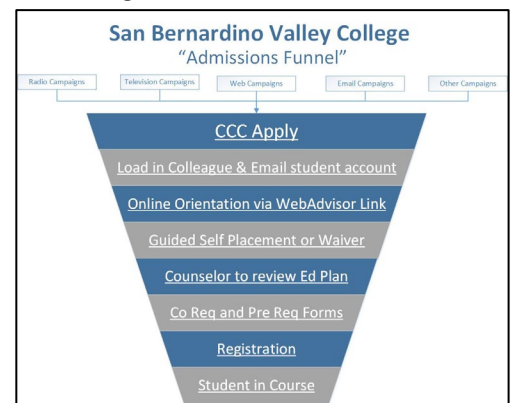 San Bernardino Valley College
“Admissions Funnel”
Radio Campaigns
Television Campaigns
Web Campaigns
Email Campaigns
Other Campaigns
CCC Apply
Load in Colleague & Email student account
Online Orientation via WebAdvisor Link
Guided Self Placement or Waiver
Counselor to review Ed Plan
Co Req and Pre Req Forms
Registration
Student in Course